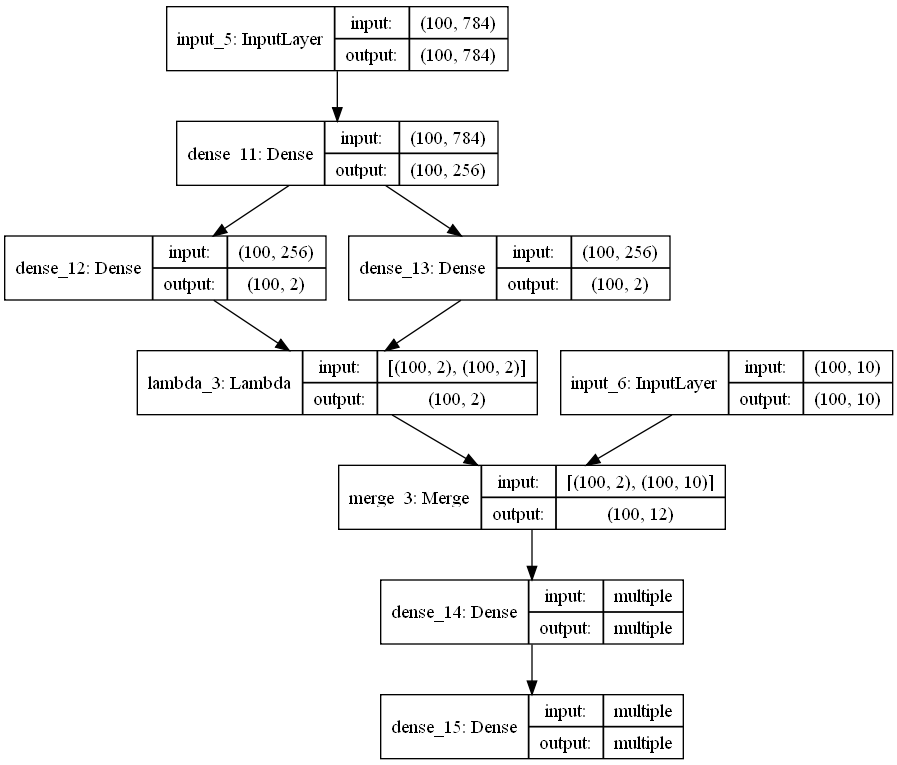 input_5: InputLayer
input: (100, 784)
output: (100, 784)
dense_11: Dense
input: (100, 784)
output: (100, 256)
dense_12: Dense
input: (100, 256)
output: (100, 2)
dense_13: Dense
input: (100, 256)
output: (100, 2)
lambda_3: Lambda
input: [(100, 2), (100, 2)]
output: (100, 2)
input_6: InputLayer
input: (100, 10)
output: (100, 10)
merge_3: Merge
input: [(100, 2), (100, 10)]
output: (100, 12)
dense_14: Dense
input: multiple
output: multiple
dense_15: Dense
input: multiple
output: multiple